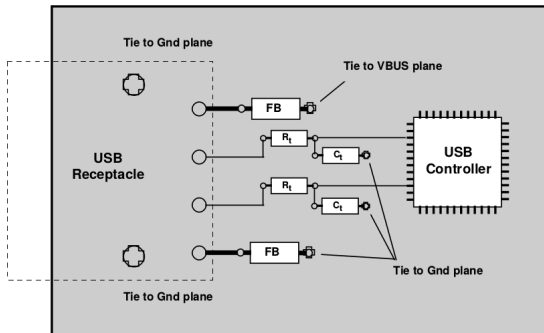 Tie to Gnd plane
Tie to VBUS plane
FB
Rt
Ct
USB
Receptacle
USB
Controller
Rt
Ct
FB
Tie to Gnd plane
Tie to Gnd plane